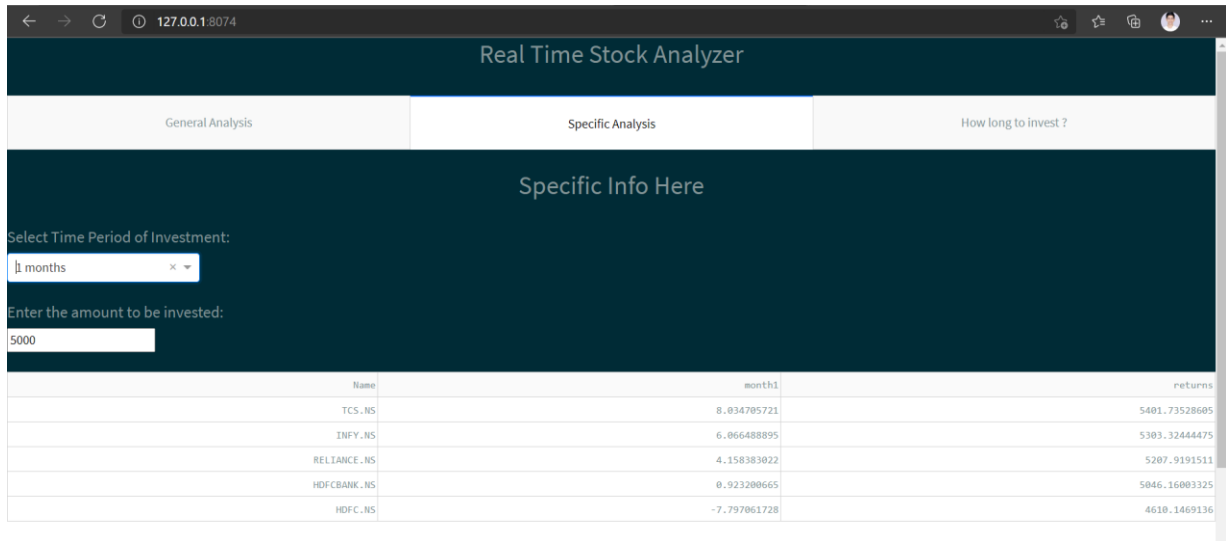 127.0.0.1:8074
Real Time Stock Analyzer
General Analysis Specific Analysis How long to invest ?
Specific Info Here
Select Time Period of Investment:
1 months
Enter the amount to be invested:
5000
Name month1 returns
TCS.NS 8.034705721 5401.73528605
INFY.NS 6.066488895 5303.32444475
RELIANCE.NS 4.158383022 5207.9191511
HDFCBANK.NS 0.923200665 5046.16003325
HDFC.NS -7.797061728 4610.1469136